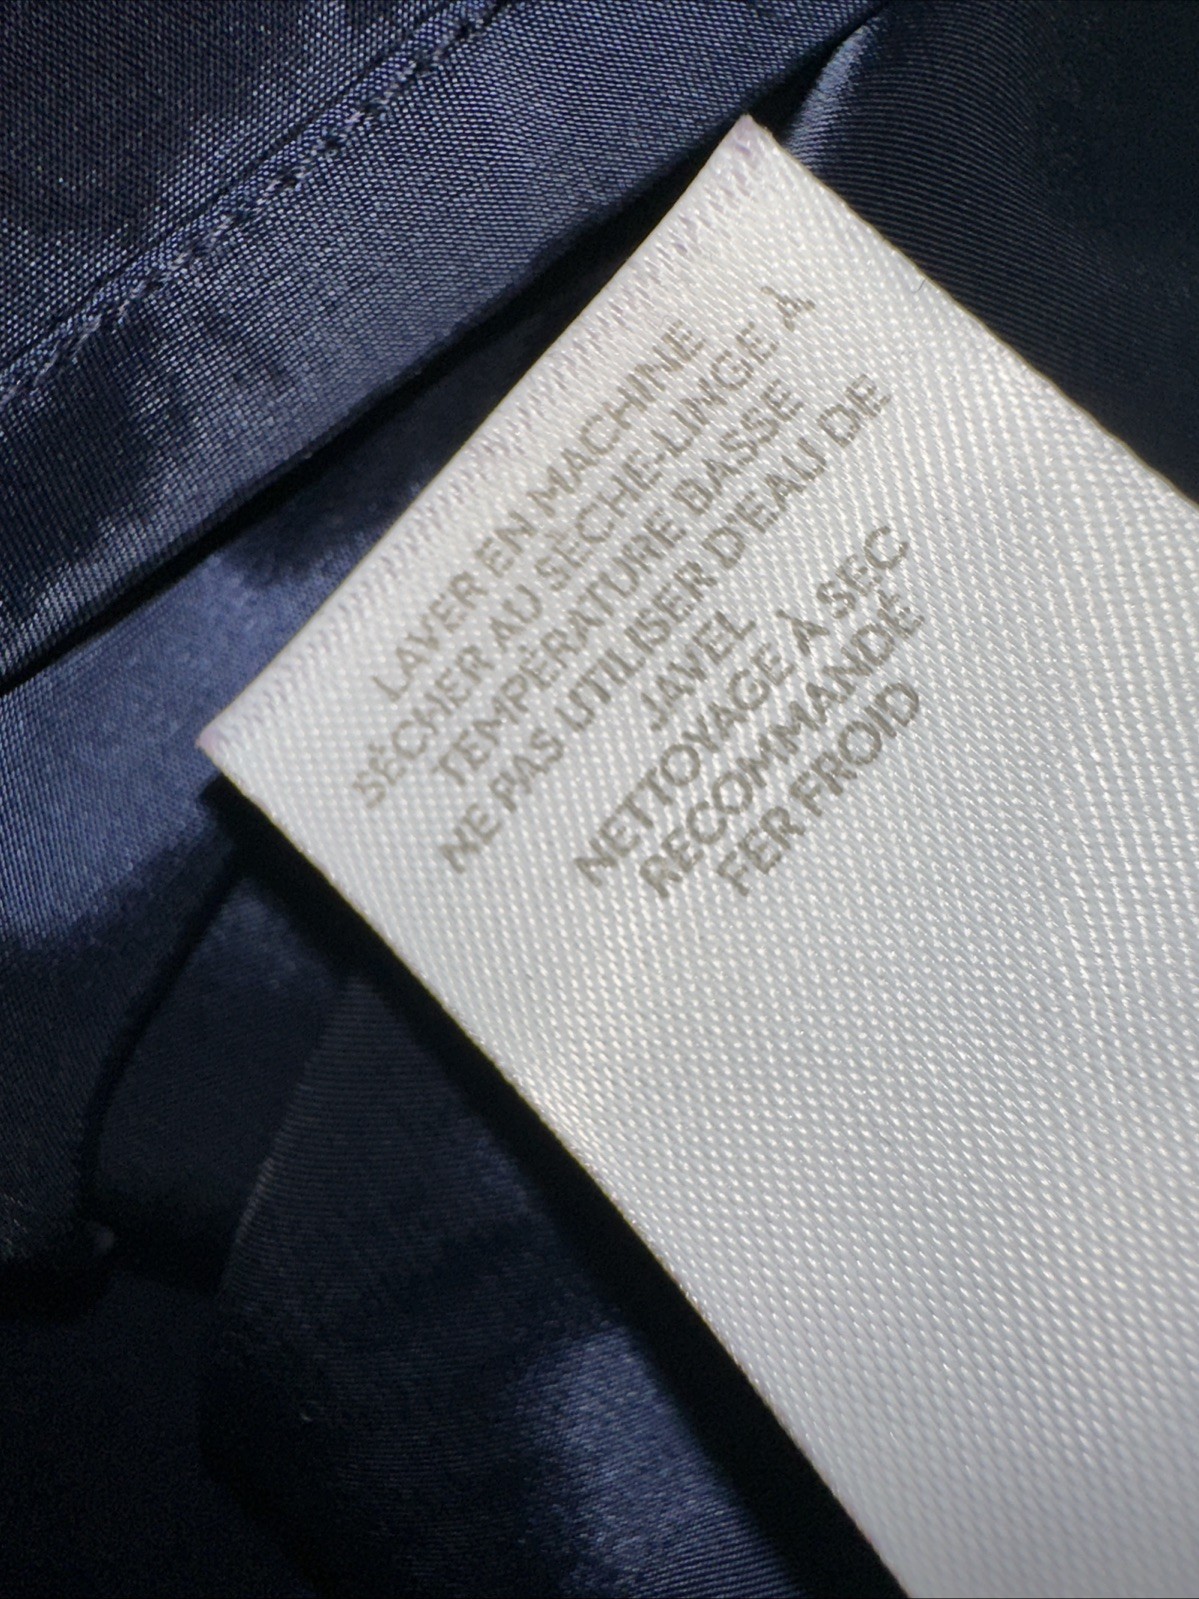 LAVER EN MACHINE
SÉCHER AU SÈCHE-LINGE À
TEMPÉRATURE BASSE
NE PAS UTILISER D'EAU DE
JAVEL
NETTOYAGE À SEC
RECOMMANDÉ
FER FROID